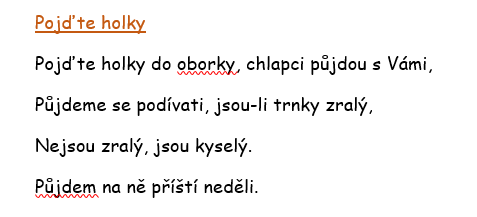 Pojďte holky
Pojďte holky do oborky, chlapci půjdou s Vámi,
Půjdeme se podívati, jsou-li trnky zralý,
Nejsou zralý, jsou kyselý.
Půjdem na ně příští neděli.